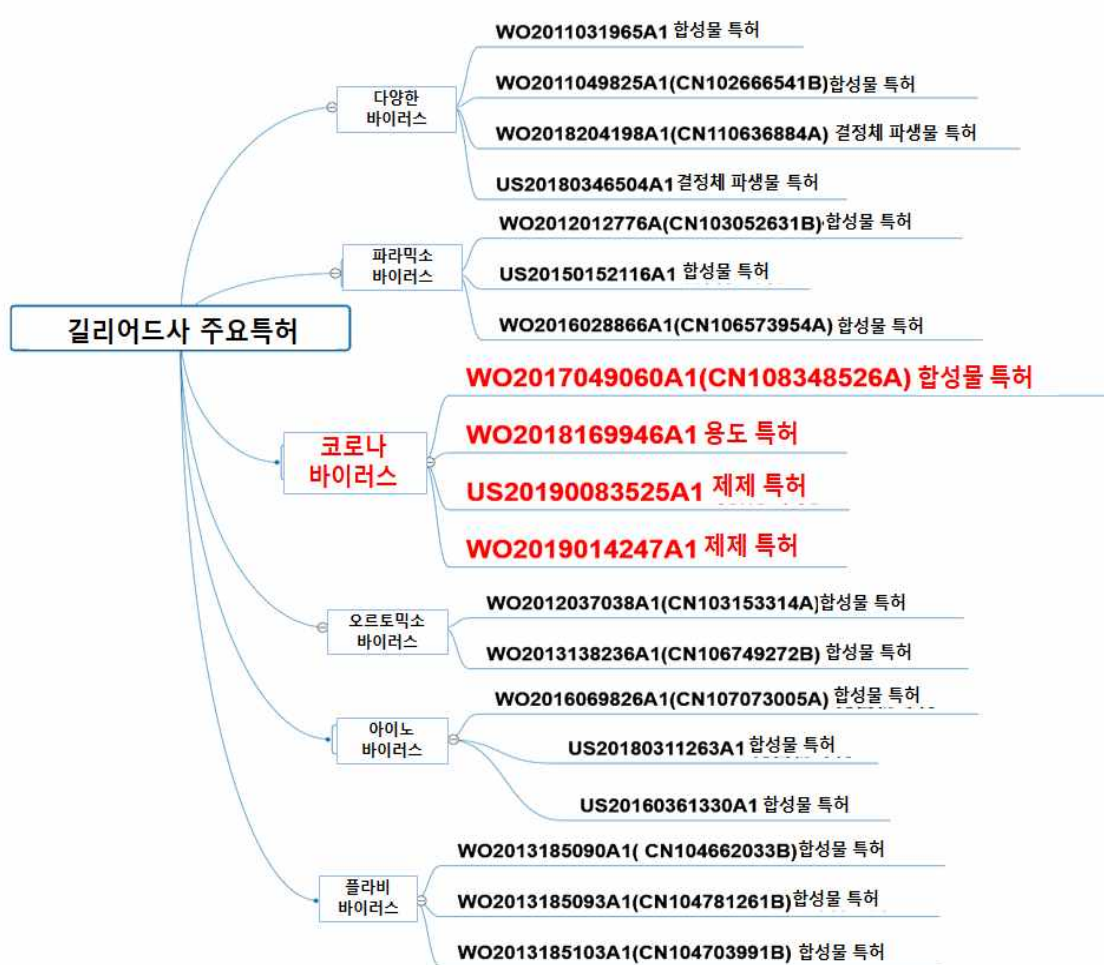 WO2011031965A1 합성물 특허
다양한
바이러스
WO2011049825A1(CN102666541B)합성물 특허
WO2018204198A1(CN110636884A) 결정체 파생물 특허
US20180346504A1결정체 파생물 특허
파라믹소
바이러스
WO2012012776A(CN103052631B)합성물 특허
US20150152116A1 합성물 특허
WO2016028866A1(CN106573954A) 합성물 특허
길리어드사 주요특허
코로나
바이러스
WO2017049060A1(CN108348526A) 합성물 특허
WO2018169946A1 용도 특허
US20190083525A1 제제 특허
WO2019014247A1 제제 특허
오르토믹소
바이러스
WO2012037038A1(CN103153314A)합성물 특허
WO2013138236A1(CN106749272B) 합성물 특허
아이노
바이러스
WO2016069826A1(CN107073005A) 합성물 특허
US20180311263A1 합성물 특허
US20160361330A1 합성물 특허
플라비
바이러스
WO2013185090A1( CN104662033B)합성물 특허
WO2013185093A1(CN104781261B)합성물 특허
WO2013185103A1(CN104703991B) 합성물 특허